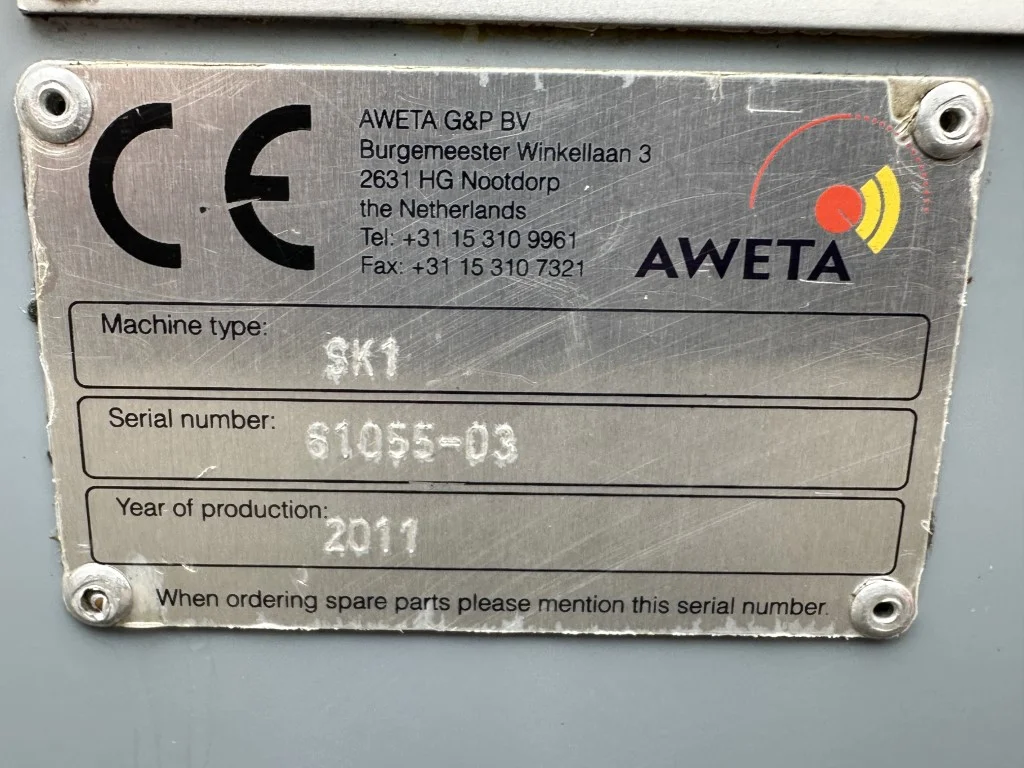 CE
AWETA G&P BV
Burgemeester Winkellaan 3
2631 HG Nootdorp
the Netherlands
Tel: +31 15 310 9961
Fax: +31 15 310 7321
AWETA
Machine type:
SK1
Serial number:
61055-03
Year of production:
2011
When ordering spare parts please mention this serial number.